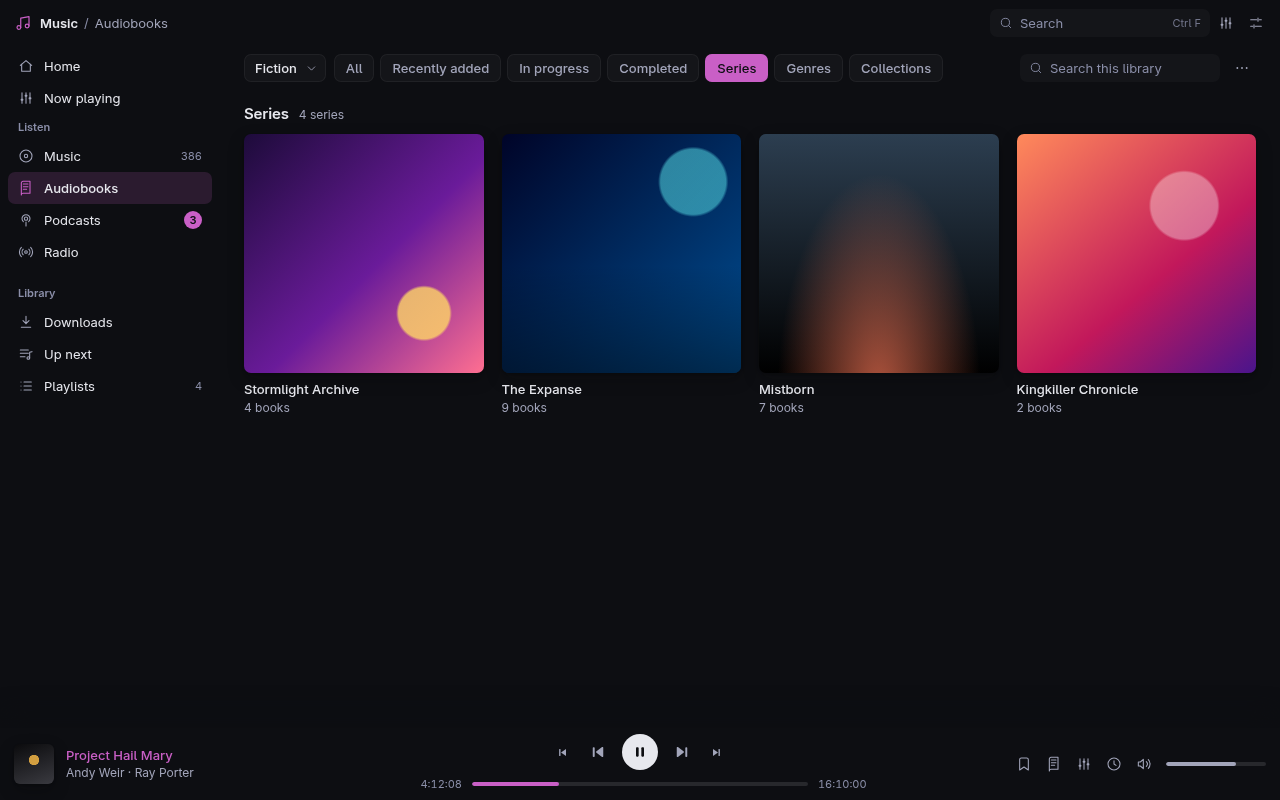 Music / Audiobooks
Search
Ctrl F
Home
Now playing
Listen
Music
386
Audiobooks
Podcasts
3
Radio
Library
Downloads
Up next
Playlists
4
Fiction
All
Recently added
In progress
Completed
Series
Genres
Collections
Search this library
Series 4 series
Stormlight Archive
4 books
The Expanse
9 books
Mistborn
7 books
Kingkiller Chronicle
2 books
Project Hail Mary
Andy Weir · Ray Porter
4:12:08
16:10:00